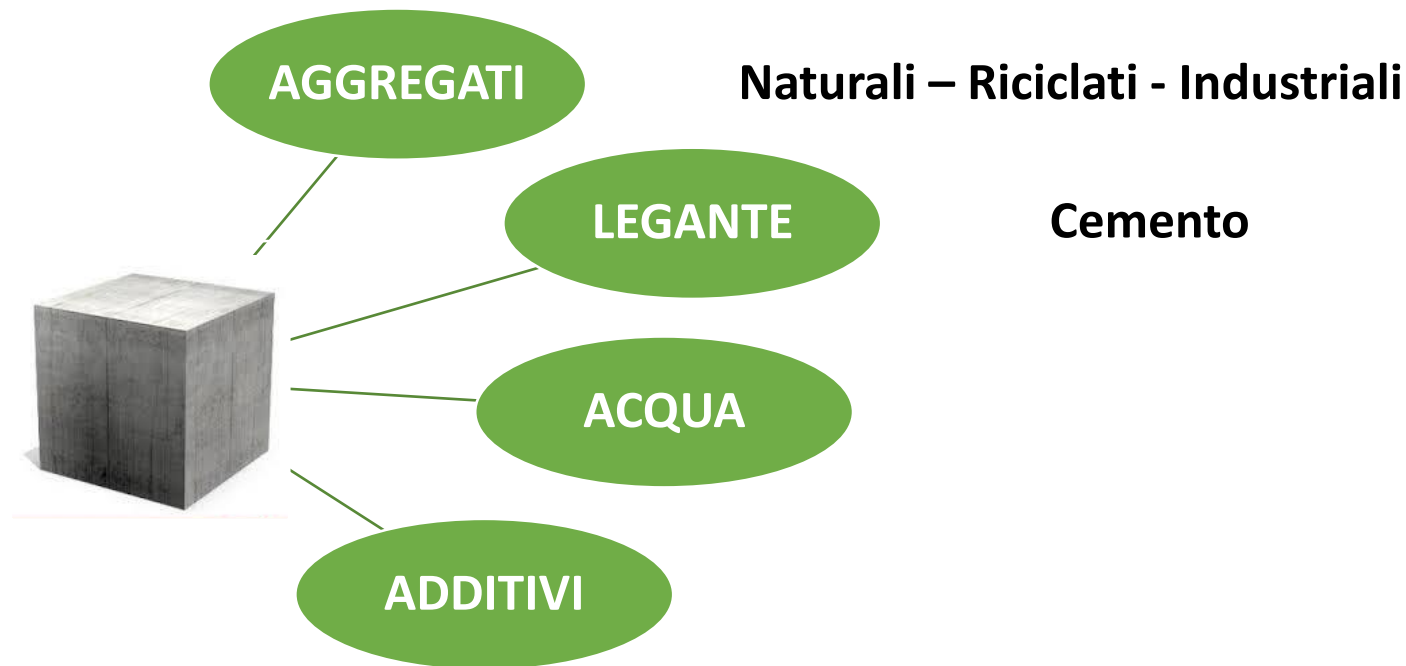 AGGREGATI
Naturali – Riciclati - Industriali
LEGANTE
Cemento
ACQUA
ADDITIVI